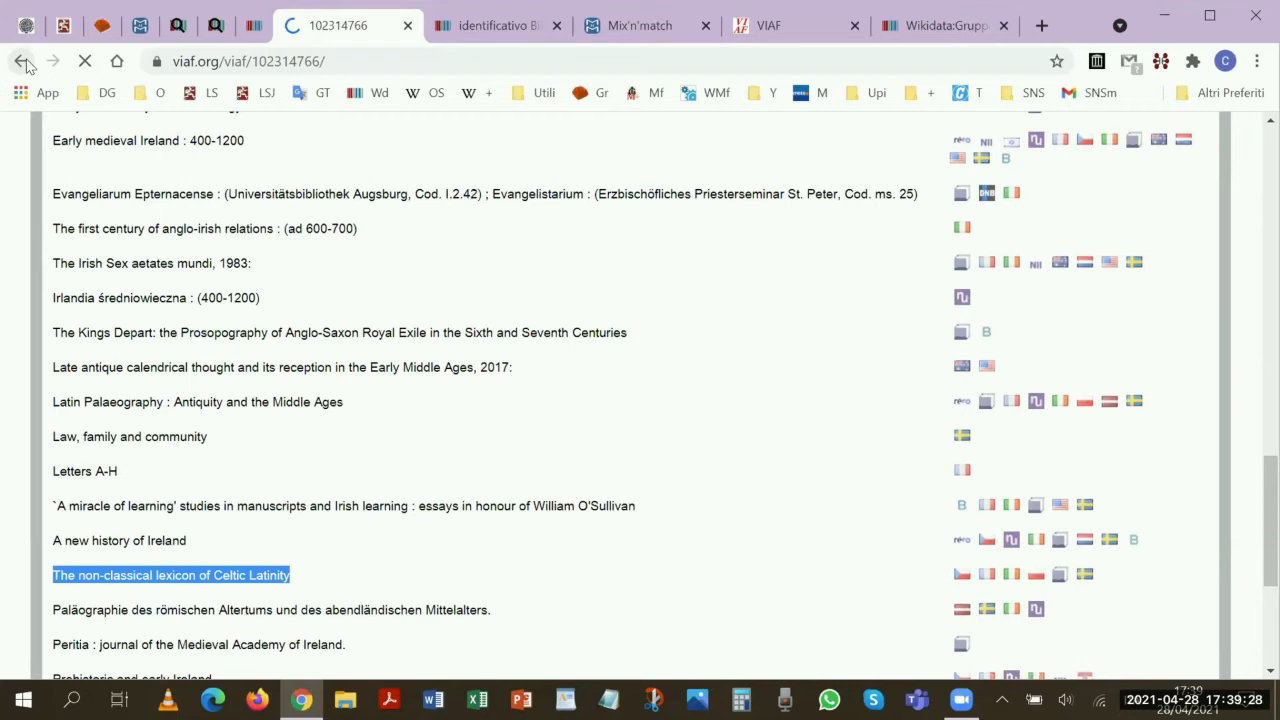 102314766
identificativo Bi
Mix'n'match
VIAF
Wikidata:Grupp
viaf.org/viaf/102314766/
C
App
DG
O
LS
LSJ
GT
Wd
OS
+
Utili
Gr
Mf
WMf
Y
M
Upi
+
T
SNS
SNSm
Altri Preferiti
Early medieval Ireland : 400-1200
Evangeliarum Epternacense : (Universitätsbibliothek Augsburg, Cod. I.2.42) ; Evangelistarium : (Erzbischöfliches Priesterseminar St. Peter, Cod. ms. 25)
The first century of anglo-irish relations : (ad 600-700)
The Irish Sex aetates mundi, 1983:
Irlandia średniowieczna : (400-1200)
The Kings Depart: the Prosopography of Anglo-Saxon Royal Exile in the Sixth and Seventh Centuries
Late antique calendrical thought and its reception in the Early Middle Ages, 2017:
Latin Palaeography : Antiquity and the Middle Ages
Law, family and community
Letters A-H
`A miracle of learning' studies in manuscripts and Irish learning : essays in honour of William O'Sullivan
A new history of Ireland
The non-classical lexicon of Celtic Latinity
Paläographie des römischen Altertums und des abendländischen Mittelalters.
Peritia : journal of the Medieval Academy of Ireland.
Prehistoric and early Ireland
2021-04-28 17:39:28
28/04/2021